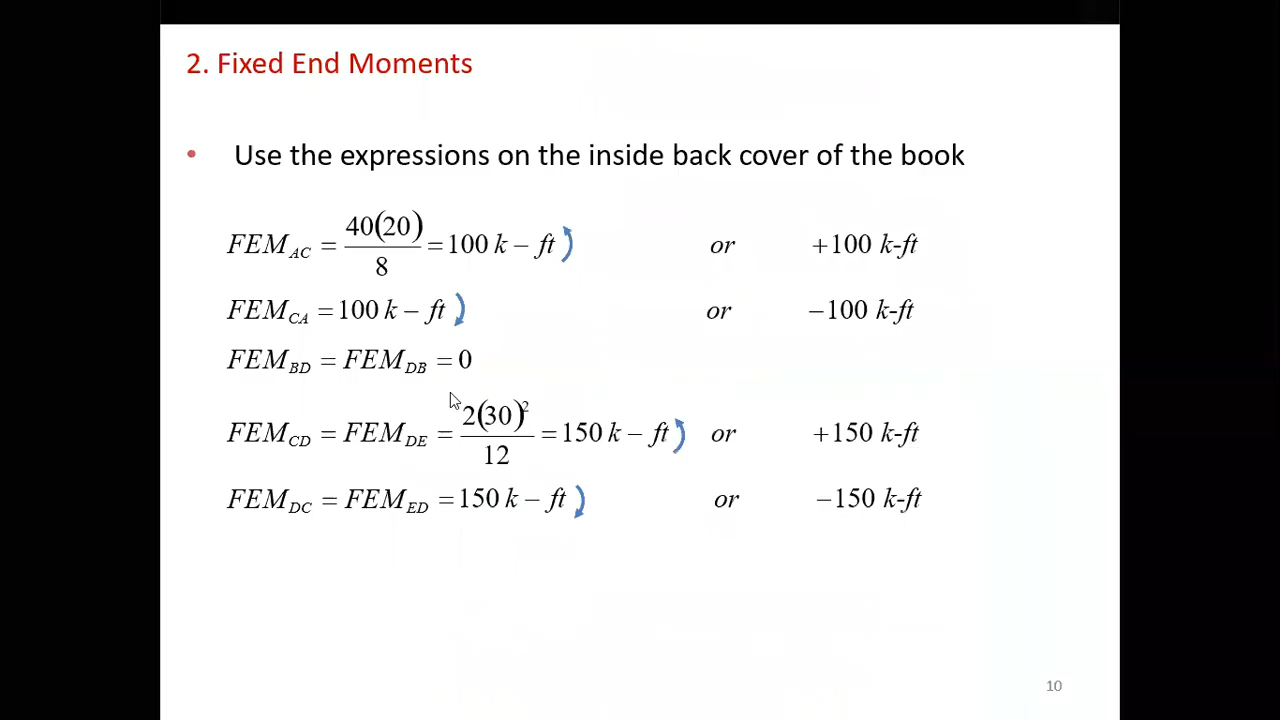 2. Fixed End Moments
• Use the expressions on the inside back cover of the book
FEM_AC = 40(20)/8 = 100 k – ft or +100 k-ft
FEM_CA = 100 k – ft or –100 k-ft
FEM_BD = FEM_DB = 0
FEM_CD = FEM_DE = 2(30)²/12 = 150 k – ft or +150 k-ft
FEM_DC = FEM_ED = 150 k – ft or –150 k-ft
10